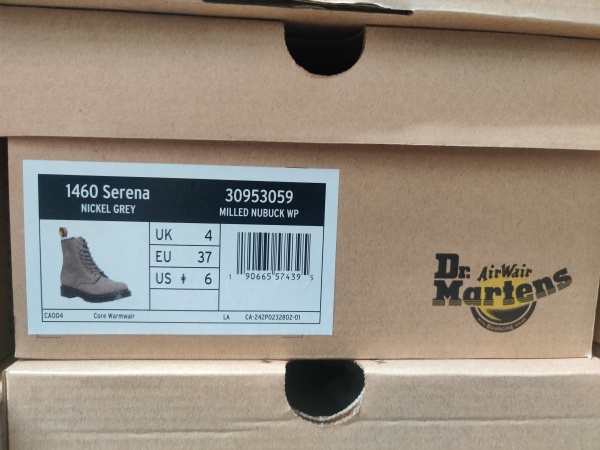 1460 Serena 30953059
NICKEL GREY MILLED NUBUCK WP
UK 4
EU 37
US 6
1 90665 57439 5
CA004 Core Warmwair LA CA-242P0232802-01
Dr. AirWair
Martens
Bouncing